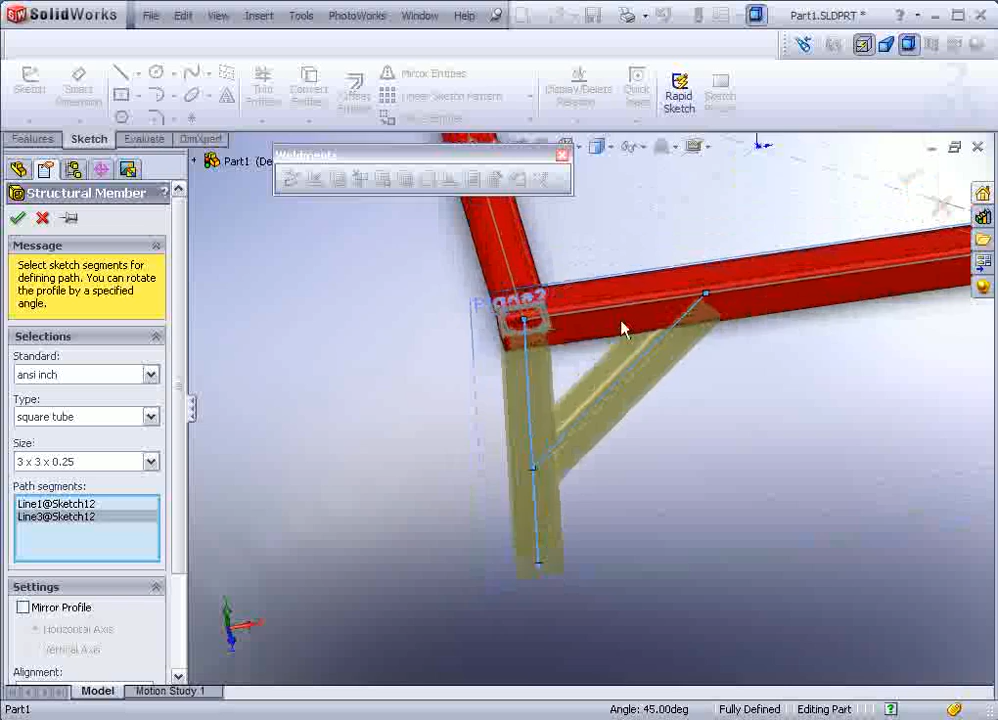 SolidWorks File Edit View Insert Tools PhotoWorks Window Help Part1.SLDPRT *
Sketch Smart Dimension Trim Entities Convert Entities Offset Entities Mirror Entities Linear Sketch Pattern Display/Delete Relations Quick Snaps Rapid Sketch
Features Sketch Evaluate DimXpert
Part1 (De
Weldments
Structural Member ?
Message
Select sketch segments for
defining path. You can rotate
the profile by a specified
angle.
Selections
Standard:
ansi inch
Type:
square tube
Size:
3 x 3 x 0.25
Path segments:
Line1@Sketch12
Line3@Sketch12
Plane2
Settings
Mirror Profile
Horizontal Axis
Vertical Axis
Alignment:
Model Motion Study 1
Part1 Angle: 45.00deg Fully Defined Editing Part